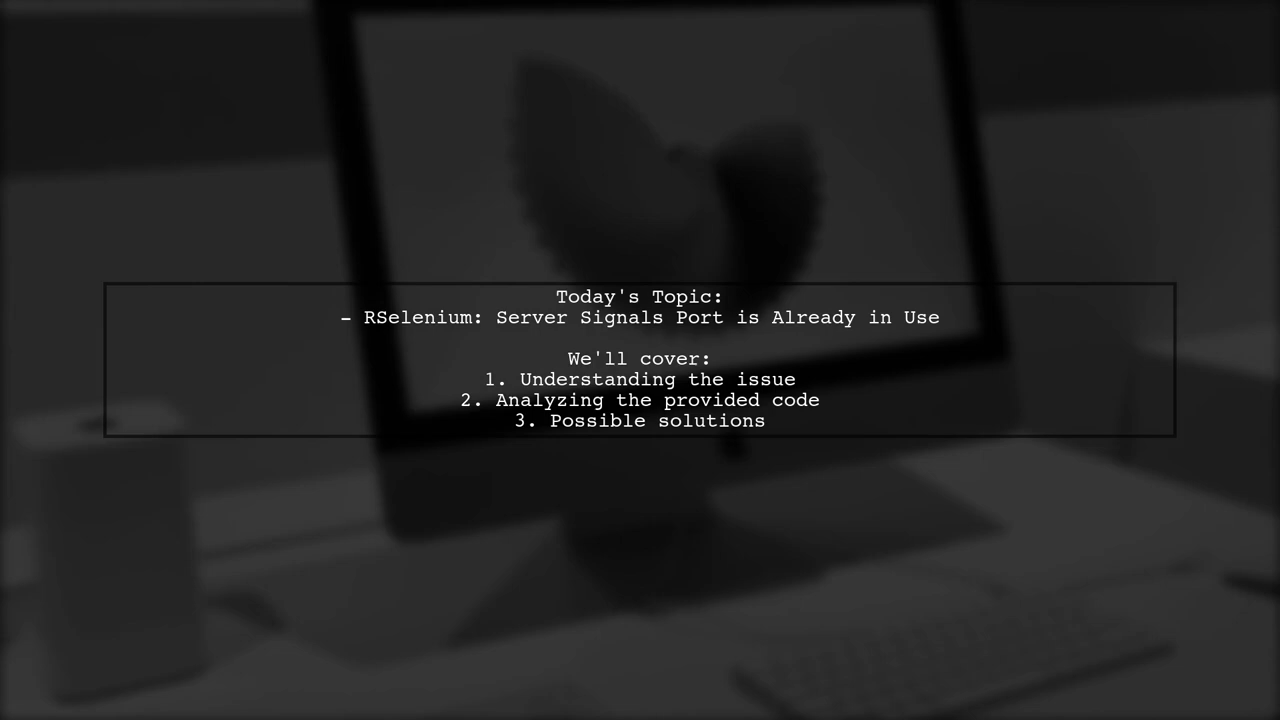 Today's Topic:
- RSelenium: Server Signals Port is Already in Use
We'll cover:
1. Understanding the issue
2. Analyzing the provided code
3. Possible solutions